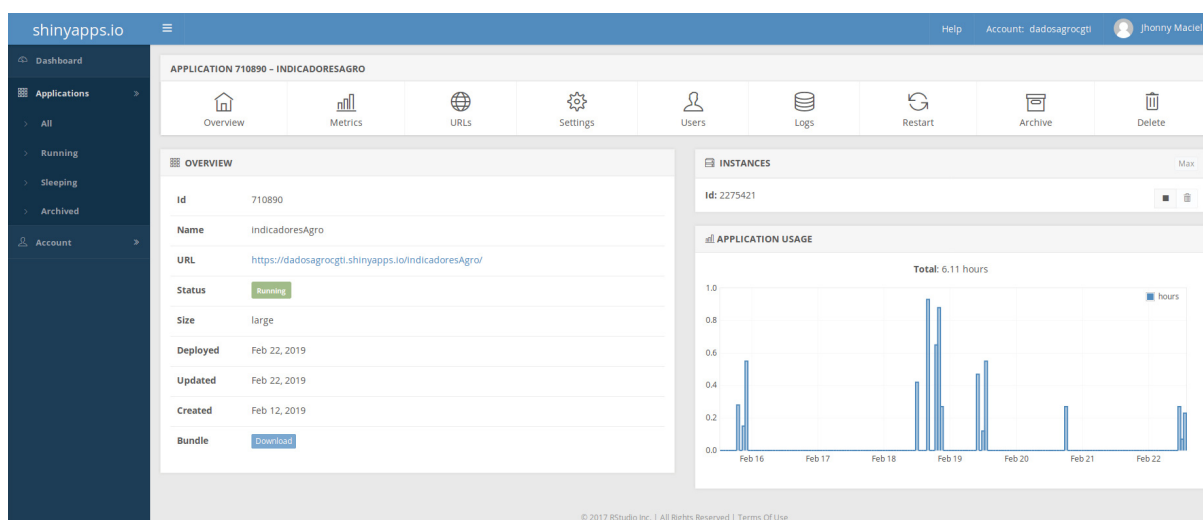 shinyapps.io
Help Account: dadosagrocgti Jhonny Maciel
Dashboard
Applications
All
Running
Sleeping
Archived
Account
APPLICATION 710890 – INDICADORESAGRO
Overview Metrics URLs Settings Users Logs Restart Archive Delete
OVERVIEW
Id 710890
Name IndicadoresAgro
URL https://dadosagrocgti.shinyapps.io/IndicadoresAgro/
Status Running
Size large
Deployed Feb 22, 2019
Updated Feb 22, 2019
Created Feb 12, 2019
Bundle Download
INSTANCES Max
Id: 2275421
APPLICATION USAGE
Total: 6.11 hours
hours
1.0
0.8
0.6
0.4
0.2
0.0
Feb 16 Feb 17 Feb 18 Feb 19 Feb 20 Feb 21 Feb 22
© 2017 RStudio Inc. | All Rights Reserved | Terms Of Use